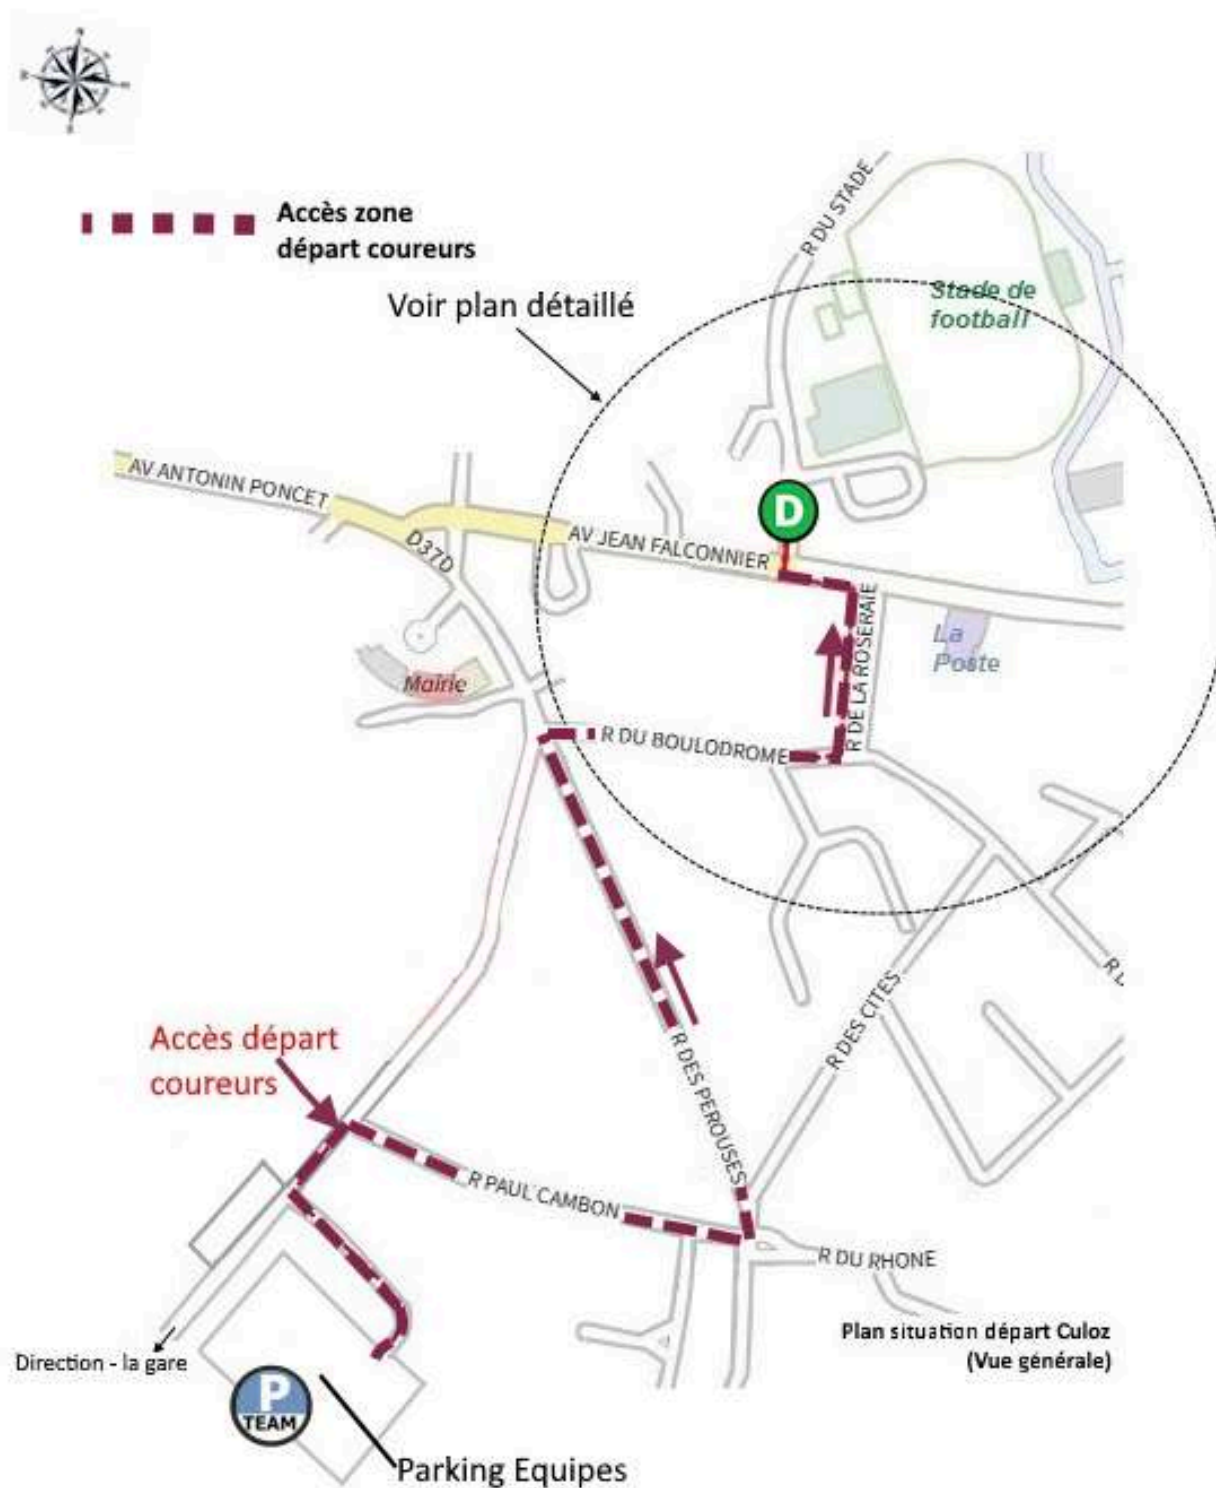 Accès zone
départ coureurs
Voir plan détaillé
R DU STADE
Stade de
football
AV ANTONIN PONCET
D
AV JEAN FALCONNIER
D37D
La
Poste
R DE LA ROSERAIE
Mairie
R DU BOULODROME
R D
R DES CITES
Accès départ
coureurs
R DES PEROUSES
R PAUL CAMBON
R DU RHONE
Plan situation départ Culoz
(Vue générale)
Direction - la gare
P
TEAM
Parking Equipes